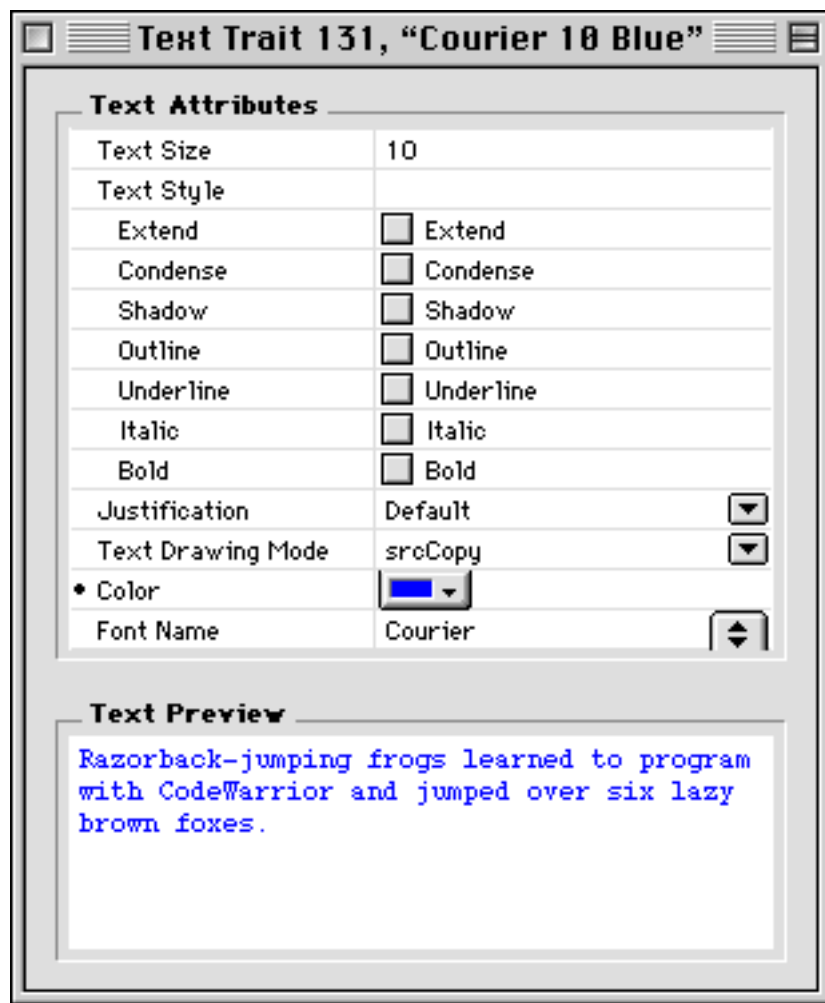 Text Trait 131, “Courier 10 Blue”
Text Attributes
Text Size 10
Text Style
Extend Extend
Condense Condense
Shadow Shadow
Outline Outline
Underline Underline
Italic Italic
Bold Bold
Justification Default
Text Drawing Mode srcCopy
• Color
Font Name Courier
Text Preview
Razorback-jumping frogs learned to program
with CodeWarrior and jumped over six lazy
brown foxes.